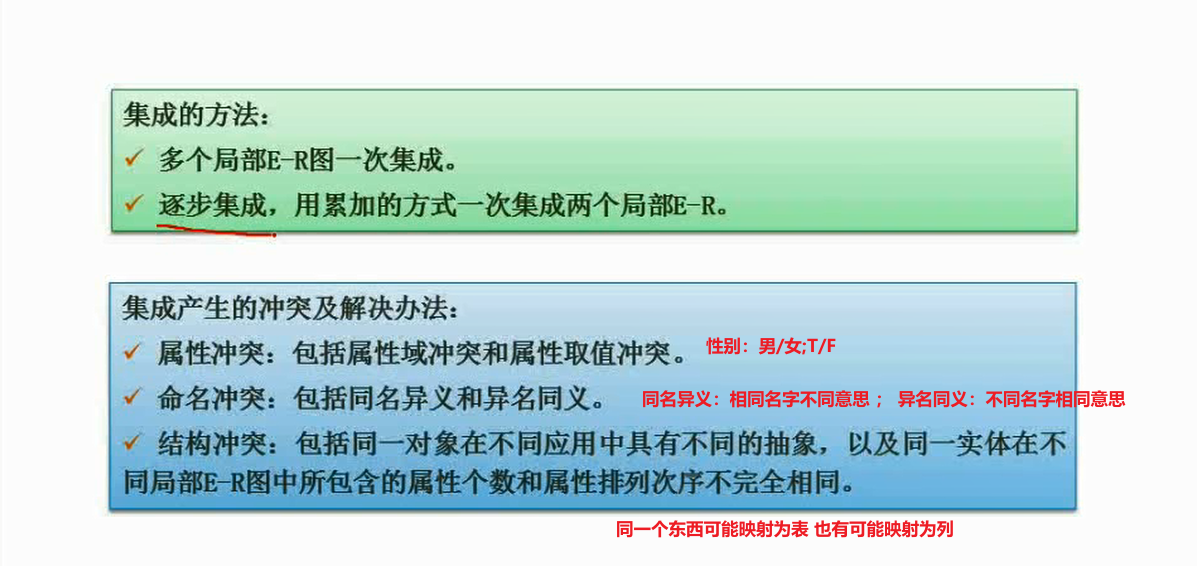 集成的方法：
✓ 多个局部E-R图一次集成。
✓ 逐步集成，用累加的方式一次集成两个局部E-R。
集成产生的冲突及解决办法：
✓ 属性冲突：包括属性域冲突和属性取值冲突。 性别：男/女;T/F
✓ 命名冲突：包括同名异义和异名同义。 同名异义：相同名字不同意思 ； 异名同义：不同名字相同意思
✓ 结构冲突：包括同一对象在不同应用中具有不同的抽象，以及同一实体在不
同局部E-R图中所包含的属性个数和属性排列次序不完全相同。
同一个东西可能映射为表 也有可能映射为列